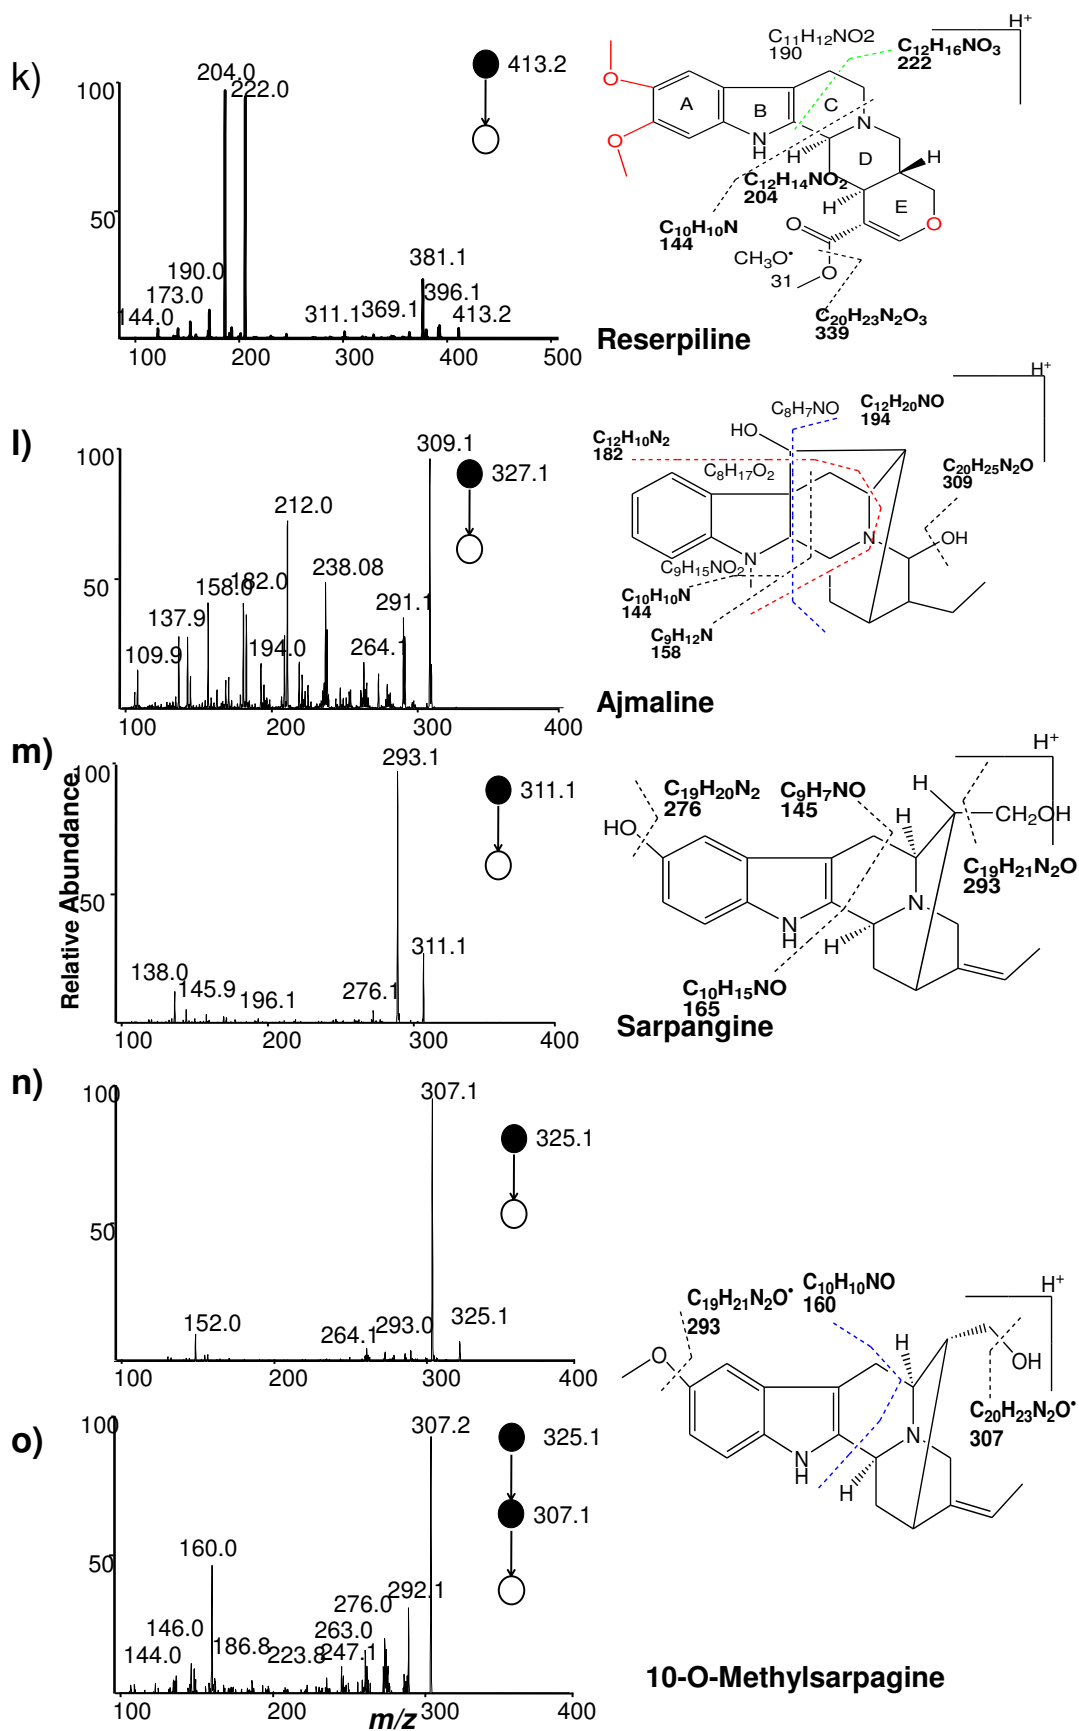 k)
100
50
204.0
222.0
190.0
173.0
144.0
311.1
369.1
381.1
396.1
413.2
100
200
300
500
413.2
C11H12NO2
190
C12H16NO3
222
H+
O
O
A
B
C
D
E
N
H
N
H
H
H
O
O
O
C12H14NO2
204
C10H10N
144
CH3O•
31
C20H23N2O3
339
Reserpiline
l)
100
50
309.1
212.0
158.0
182.0
238.08
137.9
109.9
194.0
264.1
291.1
100
200
300
400
327.1
H+
C8H7NO
C12H20NO
194
HO
C12H10N2
182
C8H17O2
C20H25N2O
309
OH
N
N
C9H15NO2
C10H10N
144
C9H12N
158
Ajmaline
m)
Relative Abundance
100
50
293.1
311.1
138.0
145.9
196.1
276.1
100
200
300
400
311.1
H+
C19H20N2
276
C9H7NO
145
H
H
CH2OH
HO
C19H21N2O
293
N
N
H
H
C10H15NO
165
Sarpangine
n)
100
50
307.1
152.0
264.1
293.0
325.1
100
200
300
400
325.1
H+
C19H21N2O•
293
C10H10NO
160
H
OH
O
C20H23N2O•
307
N
N
H
H
o)
100
50
307.2
160.0
146.0
144.0
186.8
223.8
247.1
263.0
276.0
292.1
100
200
300
400
m/z
325.1
307.1
10-O-Methylsarpagine